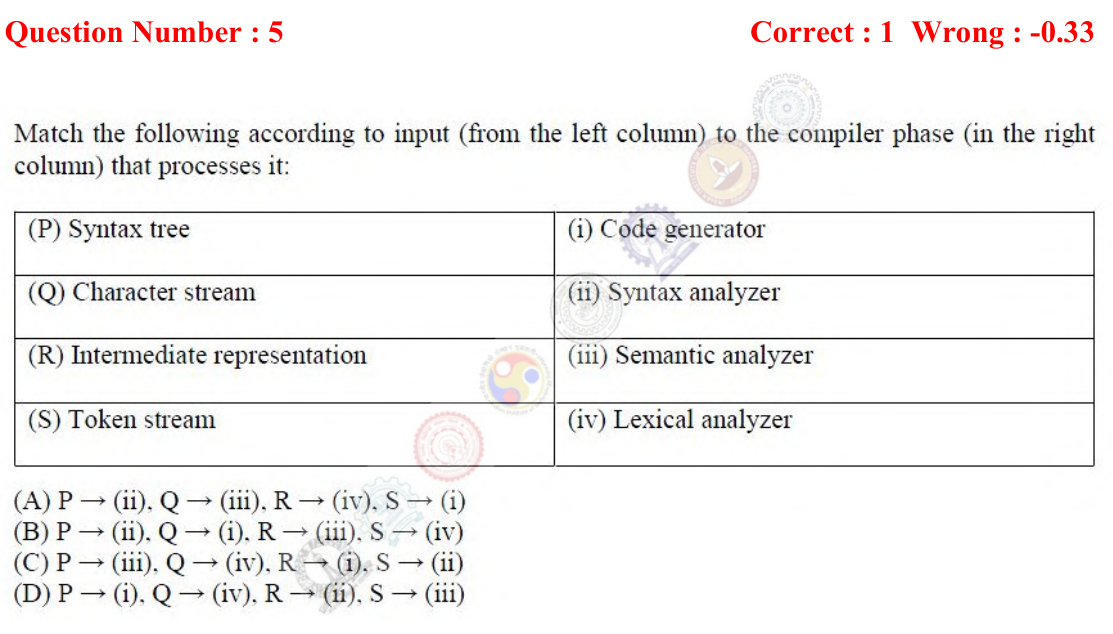 Question Number : 5 Correct : 1 Wrong : -0.33
Match the following according to input (from the left column) to the compiler phase (in the right
column) that processes it:
(P) Syntax tree (i) Code generator
(Q) Character stream (ii) Syntax analyzer
(R) Intermediate representation (iii) Semantic analyzer
(S) Token stream (iv) Lexical analyzer
(A) P → (ii), Q → (iii), R → (iv), S → (i)
(B) P → (ii), Q → (i), R → (iii), S → (iv)
(C) P → (iii), Q → (iv), R → (i), S → (ii)
(D) P → (i), Q → (iv), R → (ii), S → (iii)